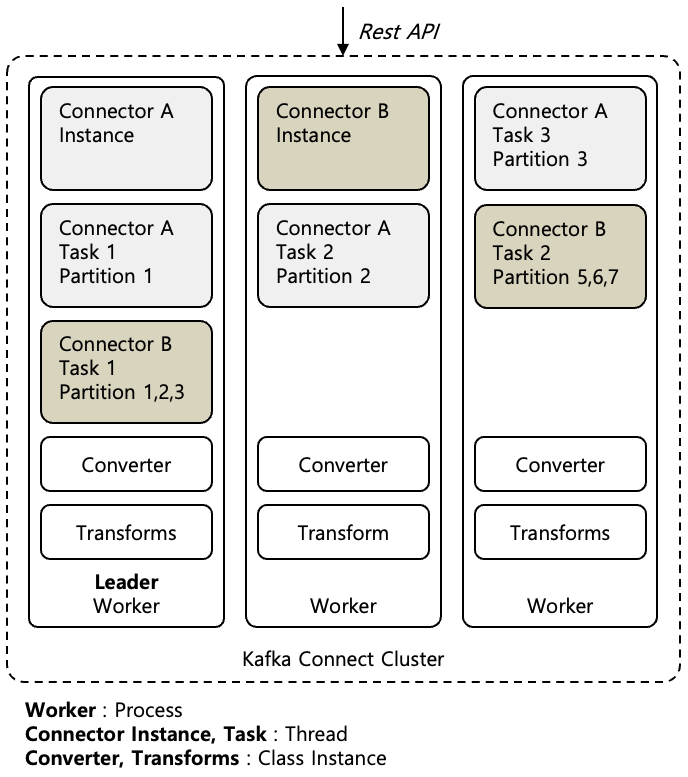 Rest API
Connector A
Instance
Connector A
Task 1
Partition 1
Connector B
Task 1
Partition 1,2,3
Converter
Transforms
Leader
Worker
Connector B
Instance
Connector A
Task 2
Partition 2
Converter
Transform
Worker
Connector A
Task 3
Partition 3
Connector B
Task 2
Partition 5,6,7
Converter
Transforms
Worker
Kafka Connect Cluster
Worker : Process
Connector Instance, Task : Thread
Converter, Transforms : Class Instance